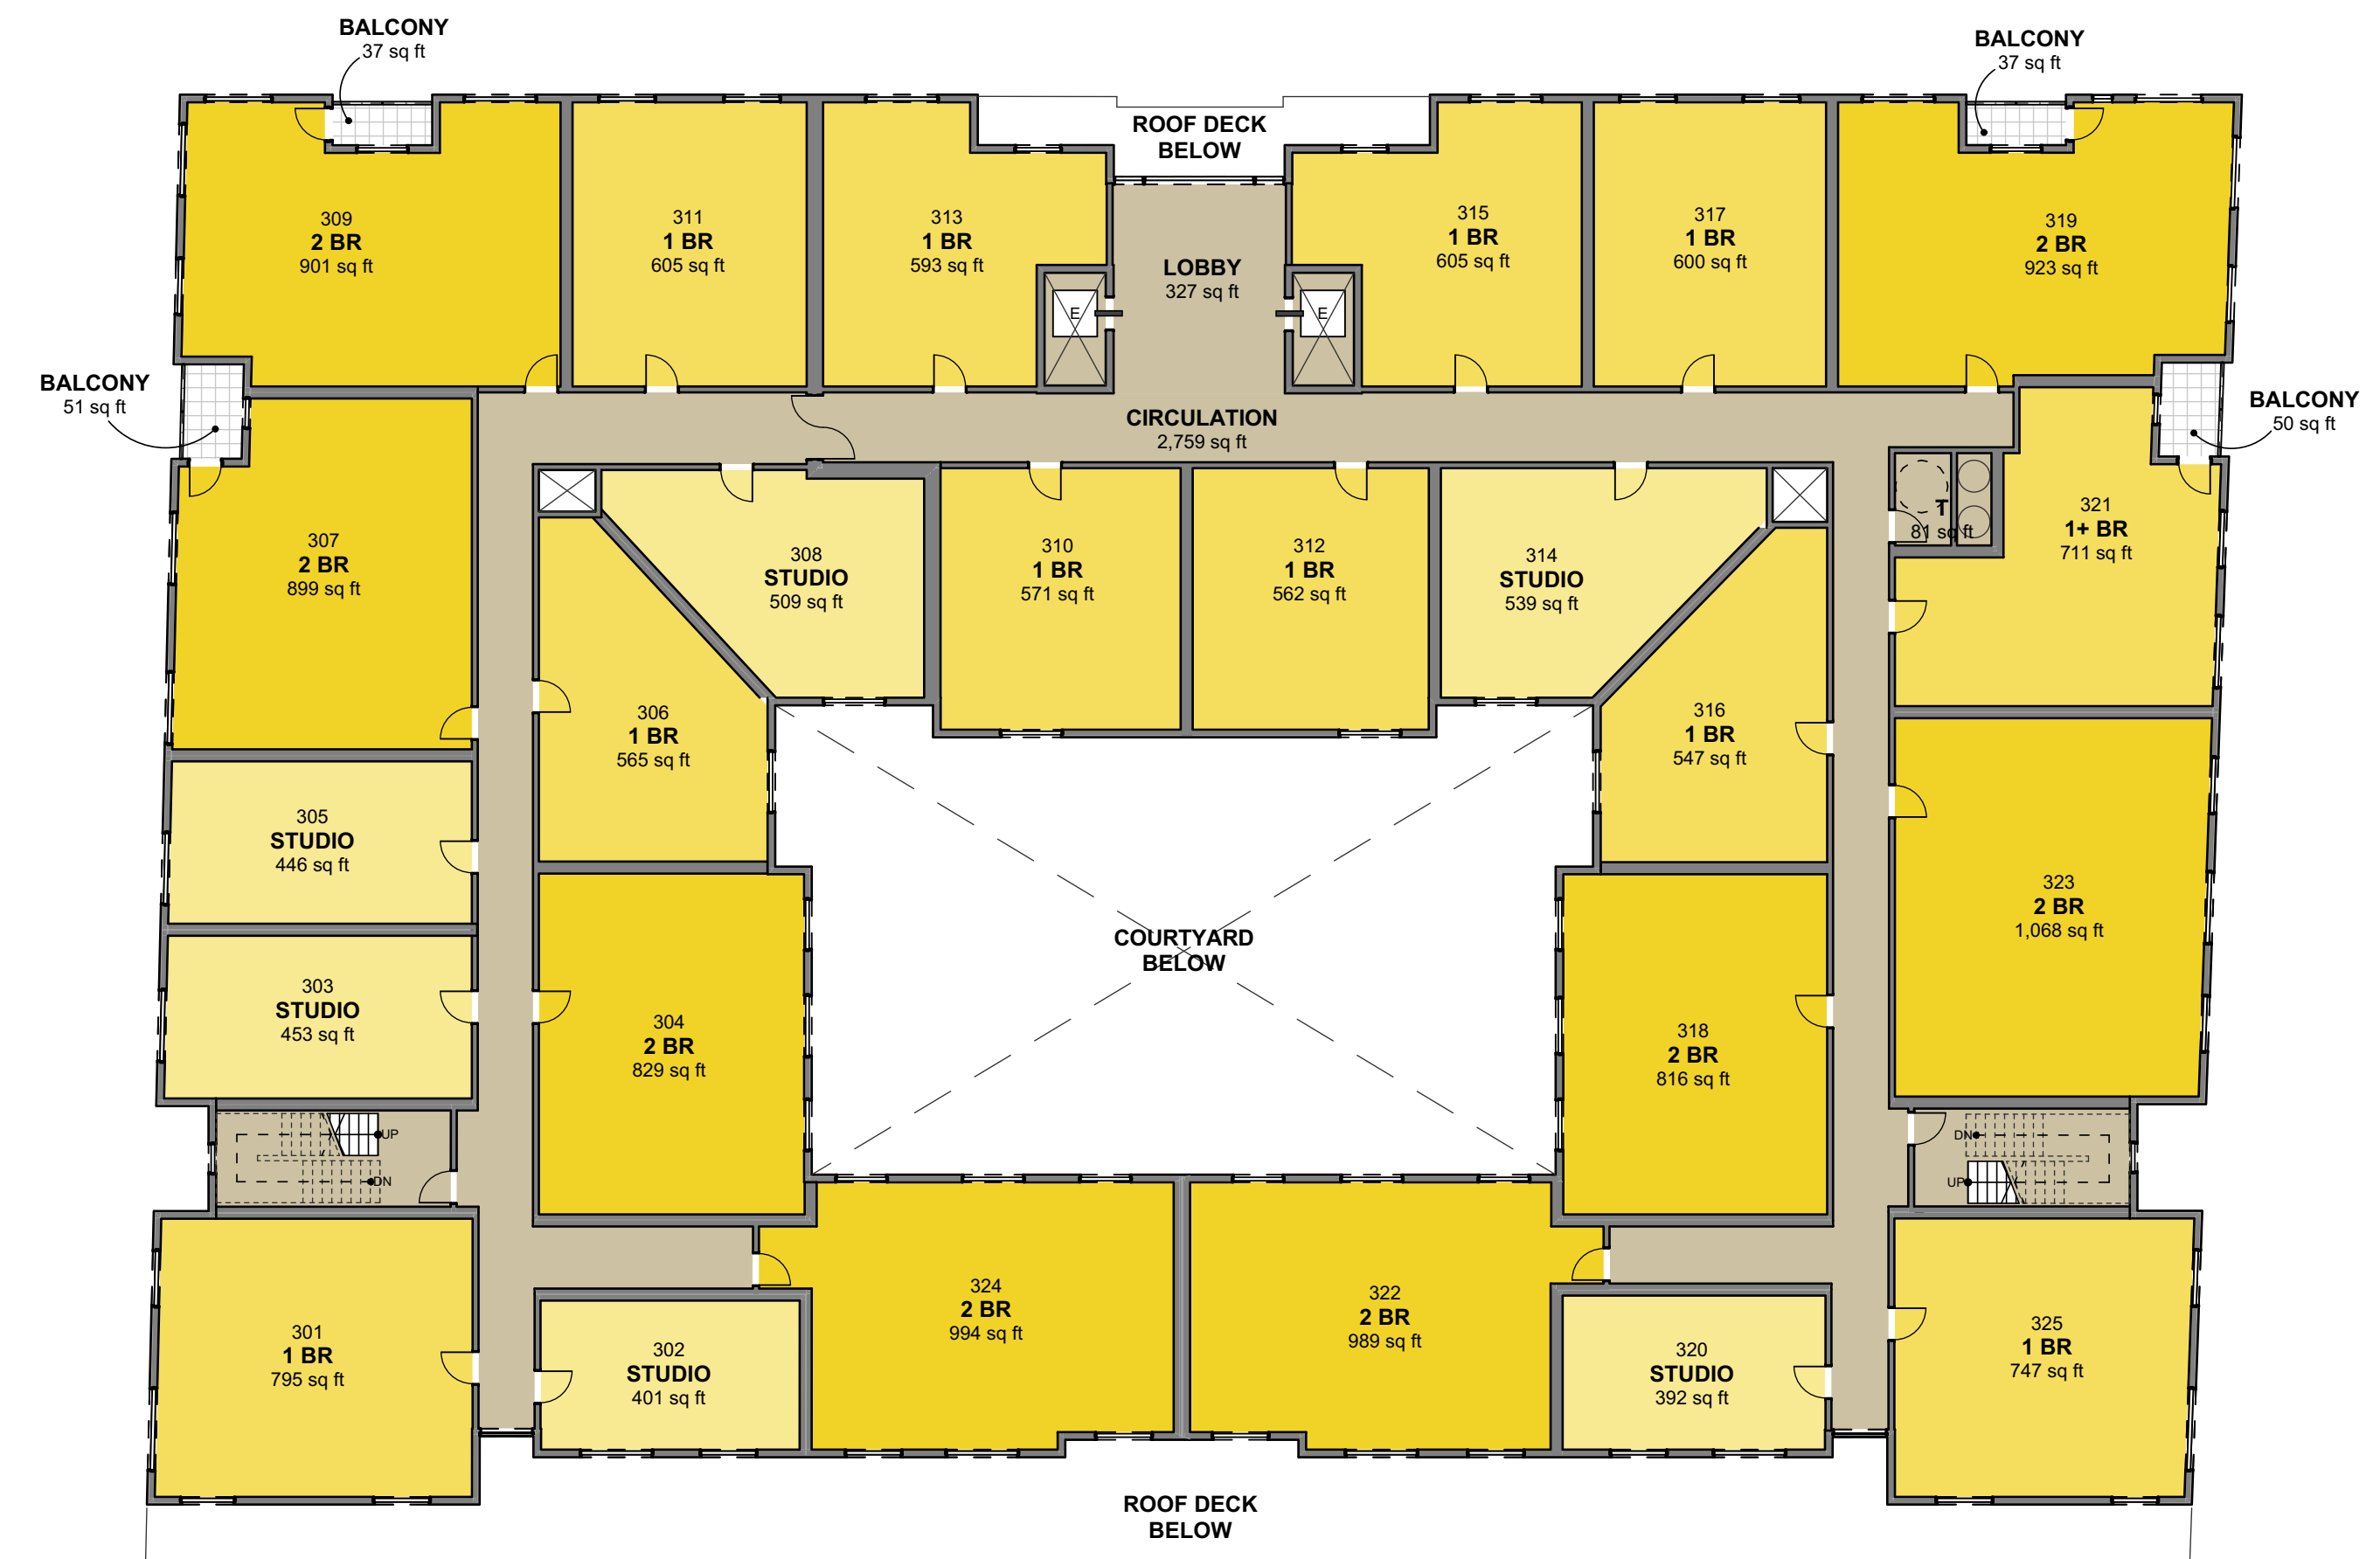 BALCONY
37 sq ft
BALCONY
37 sq ft
ROOF DECK
BELOW
309
2 BR
901 sq ft
311
1 BR
605 sq ft
313
1 BR
593 sq ft
LOBBY
327 sq ft
315
1 BR
605 sq ft
317
1 BR
600 sq ft
319
2 BR
923 sq ft
E
E
BALCONY
51 sq ft
CIRCULATION
2,759 sq ft
BALCONY
50 sq ft
307
2 BR
899 sq ft
308
STUDIO
509 sq ft
310
1 BR
571 sq ft
312
1 BR
562 sq ft
314
STUDIO
539 sq ft
T
81 sq ft
321
1+ BR
711 sq ft
306
1 BR
565 sq ft
316
1 BR
547 sq ft
305
STUDIO
446 sq ft
323
2 BR
1,068 sq ft
COURTYARD
BELOW
303
STUDIO
453 sq ft
304
2 BR
829 sq ft
318
2 BR
816 sq ft
UP
DN
DN
UP
301
1 BR
795 sq ft
302
STUDIO
401 sq ft
324
2 BR
994 sq ft
322
2 BR
989 sq ft
320
STUDIO
392 sq ft
325
1 BR
747 sq ft
ROOF DECK
BELOW